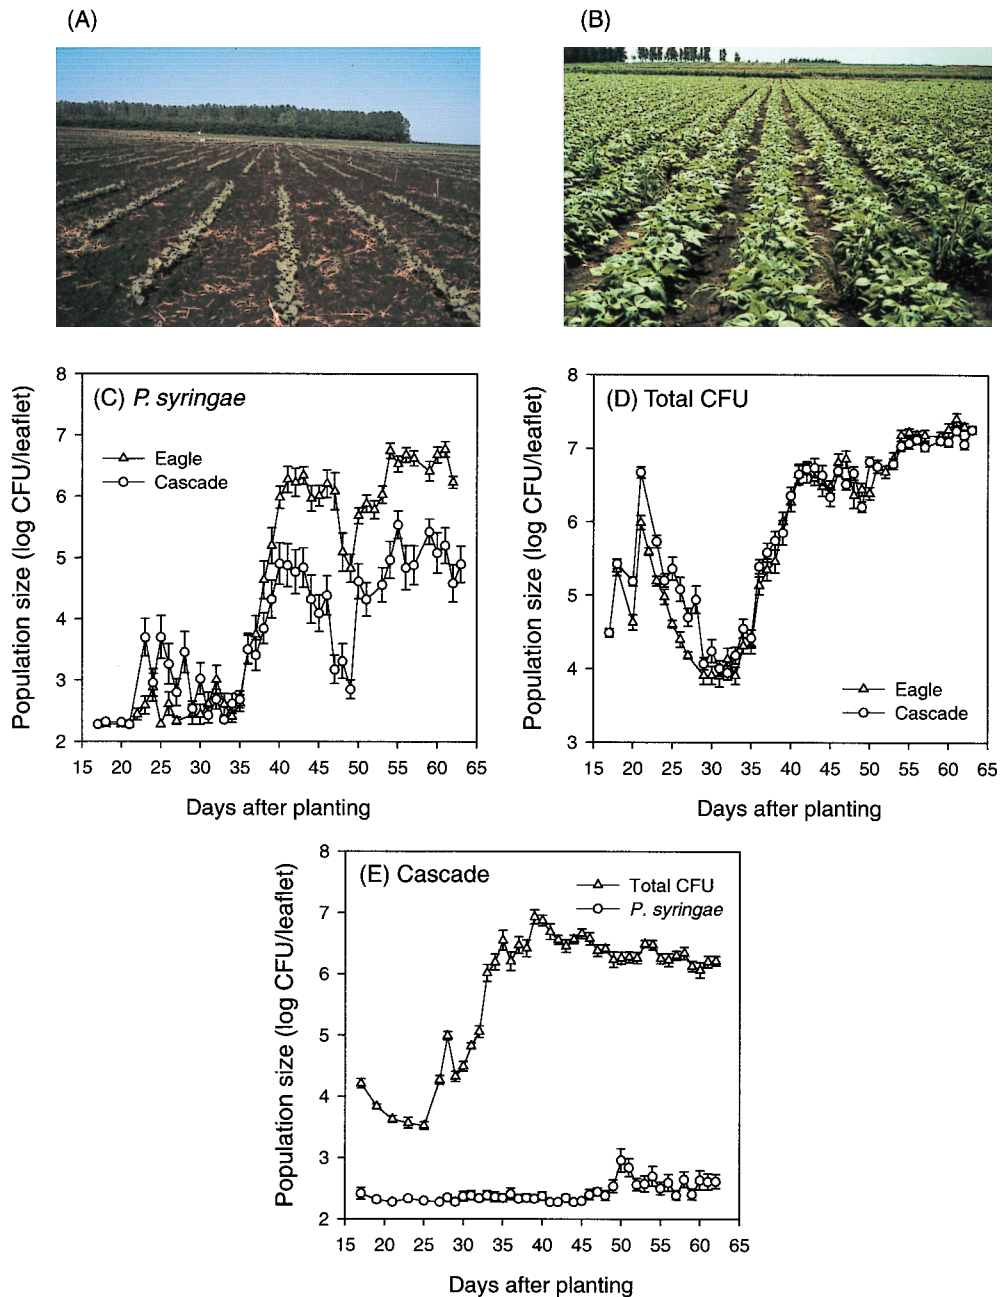 (A)
(B)
(C) P. syringae
Eagle
Cascade
Population size (log CFU/leaflet)
8
7
6
5
4
3
2
15 20 25 30 35 40 45 50 55 60 65
Days after planting
(D) Total CFU
Eagle
Cascade
Population size (log CFU/leaflet)
8
7
6
5
4
3
15 20 25 30 35 40 45 50 55 60 65
Days after planting
(E) Cascade
Total CFU
P. syringae
Population size (log CFU/leaflet)
8
7
6
5
4
3
2
15 20 25 30 35 40 45 50 55 60 65
Days after planting